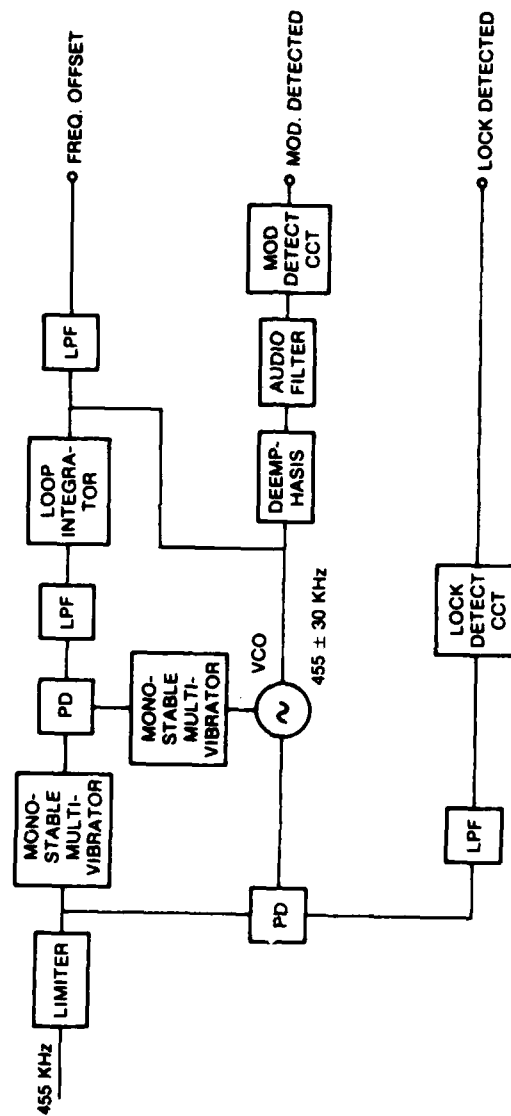 455 KHz
LIMITER
MONO-
STABLE
MULTI-
VIBRATOR
PD
LPF
LOOP
INTEGRA-
TOR
LPF
FREQ. OFFSET
MONO-
STABLE
MULTI-
VIBRATOR
VCO
455 ± 30 KHz
DEEMP-
HASIS
AUDIO
FILTER
MOD
DETECT
CCT
MOD. DETECTED
PD
LPF
LOCK
DETECT
CCT
LOCK DETECTED